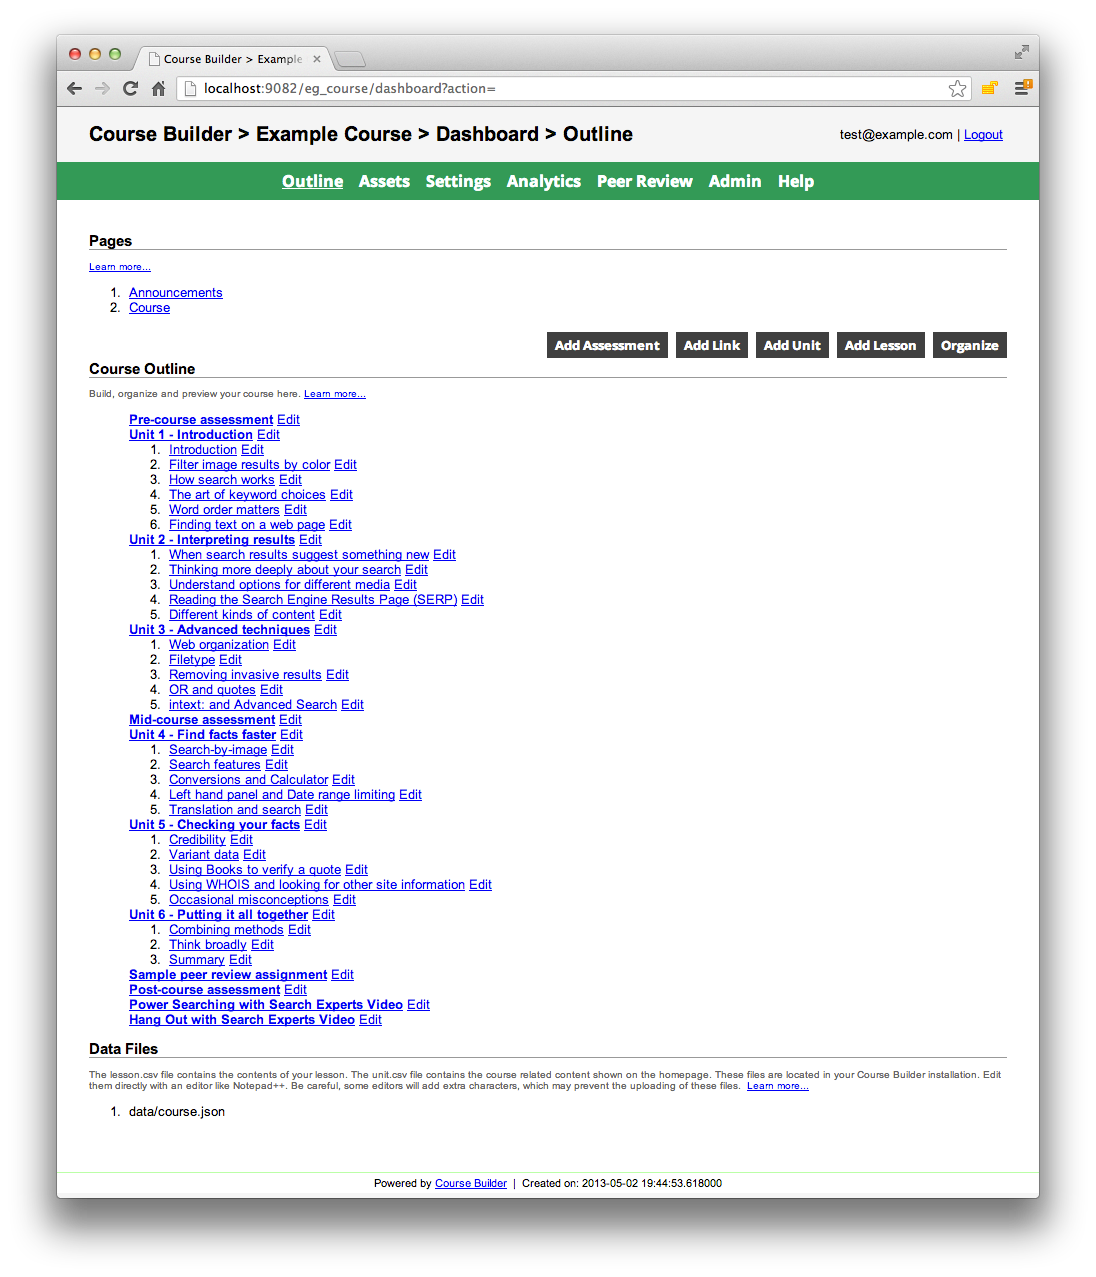 Course Builder > Example
localhost:9082/eg_course/dashboard?action=
Course Builder > Example Course > Dashboard > Outline
test@example.com | Logout
Outline Assets Settings Analytics Peer Review Admin Help
Pages
Learn more...
1. Announcements
2. Course
Add Assessment Add Link Add Unit Add Lesson Organize
Course Outline
Build, organize and preview your course here. Learn more...
Pre-course assessment Edit
Unit 1 - Introduction Edit
1. Introduction Edit
2. Filter image results by color Edit
3. How search works Edit
4. The art of keyword choices Edit
5. Word order matters Edit
6. Finding text on a web page Edit
Unit 2 - Interpreting results Edit
1. When search results suggest something new Edit
2. Thinking more deeply about your search Edit
3. Understand options for different media Edit
4. Reading the Search Engine Results Page (SERP) Edit
5. Different kinds of content Edit
Unit 3 - Advanced techniques Edit
1. Web organization Edit
2. Filetype Edit
3. Removing invasive results Edit
4. OR and quotes Edit
5. intext: and Advanced Search Edit
Mid-course assessment Edit
Unit 4 - Find facts faster Edit
1. Search-by-image Edit
2. Search features Edit
3. Conversions and Calculator Edit
4. Left hand panel and Date range limiting Edit
5. Translation and search Edit
Unit 5 - Checking your facts Edit
1. Credibility Edit
2. Variant data Edit
3. Using Books to verify a quote Edit
4. Using WHOIS and looking for other site information Edit
5. Occasional misconceptions Edit
Unit 6 - Putting it all together Edit
1. Combining methods Edit
2. Think broadly Edit
3. Summary Edit
Sample peer review assignment Edit
Post-course assessment Edit
Power Searching with Search Experts Video Edit
Hang Out with Search Experts Video Edit
Data Files
The lesson.csv file contains the contents of your lesson. The unit.csv file contains the course related content shown on the homepage. These files are located in your Course Builder installation. Edit
them directly with an editor like Notepad++. Be careful, some editors will add extra characters, which may prevent the uploading of these files. Learn more...
1. data/course.json
Powered by Course Builder | Created on: 2013-05-02 19:44:53.618000